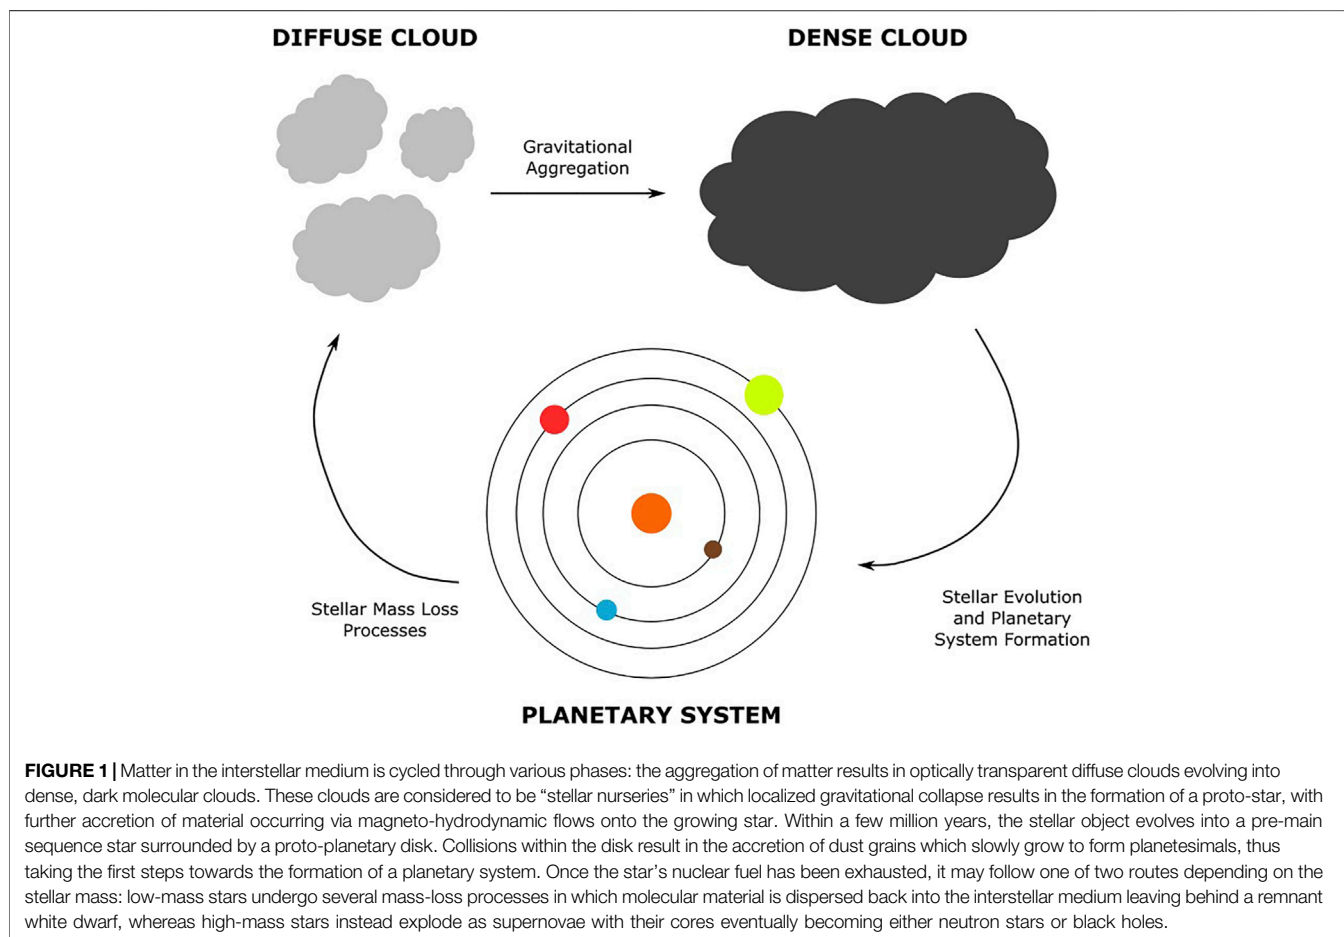 DIFFUSE CLOUD
DENSE CLOUD
Gravitational
Aggregation
Stellar Mass Loss
Processes
Stellar Evolution
and Planetary
System Formation
PLANETARY SYSTEM
FIGURE 1 | Matter in the interstellar medium is cycled through various phases: the aggregation of matter results in optically transparent diffuse clouds evolving into
dense, dark molecular clouds. These clouds are considered to be “stellar nurseries” in which localized gravitational collapse results in the formation of a proto-star, with
further accretion of material occurring via magneto-hydrodynamic flows onto the growing star. Within a few million years, the stellar object evolves into a pre-main
sequence star surrounded by a proto-planetary disk. Collisions within the disk result in the accretion of dust grains which slowly grow to form planetesimals, thus
taking the first steps towards the formation of a planetary system. Once the star’s nuclear fuel has been exhausted, it may follow one of two routes depending on the
stellar mass: low-mass stars undergo several mass-loss processes in which molecular material is dispersed back into the interstellar medium leaving behind a remnant
white dwarf, whereas high-mass stars instead explode as supernovae with their cores eventually becoming either neutron stars or black holes.